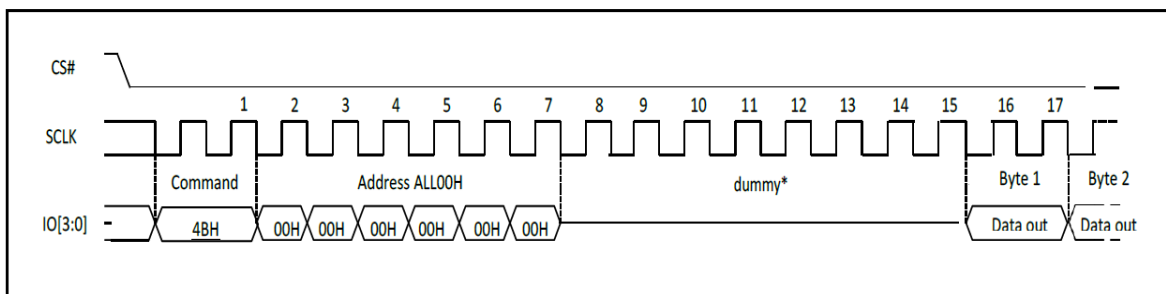 CS#
1 2 3 4 5 6 7 8 9 10 11 12 13 14 15 16 17
SCLK
Command Address ALL00H dummy* Byte 1 Byte 2
IO[3:0] 4BH 00H 00H 00H 00H 00H 00H Data out Data out